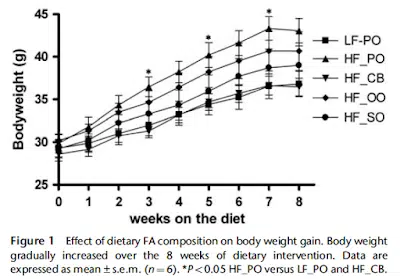 45
40
35
30
25
Bodyweight (g)
* * *
LF-PO
HF_PO
HF_CB
HF_OO
HF_SO
0 1 2 3 4 5 6 7 8
weeks on the diet
Figure 1 Effect of dietary FA composition on body weight gain. Body weight
gradually increased over the 8 weeks of dietary intervention. Data are
expressed as mean ± s.e.m. (n = 6). *P < 0.05 HF_PO versus LF_PO and HF_CB.